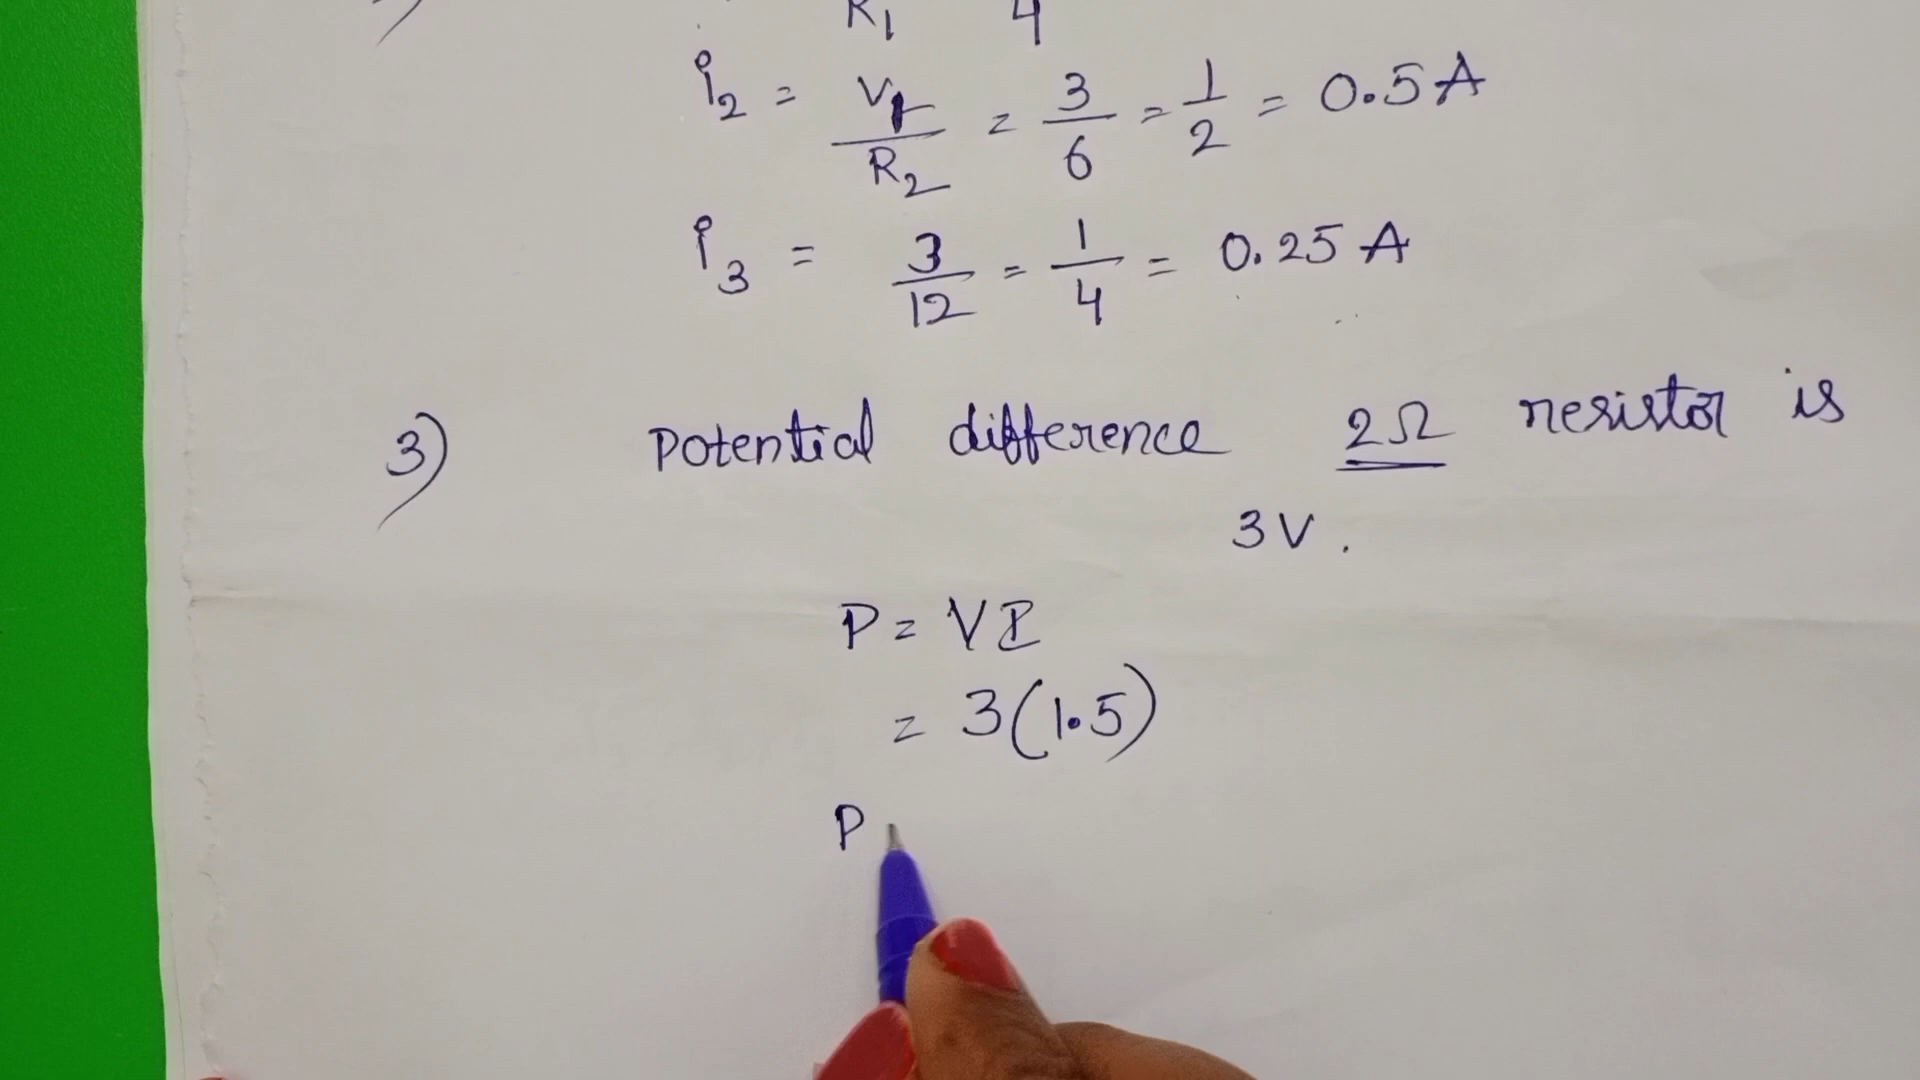 R1 4
i2 = V1/R2 = 3/6 = 1/2 = 0.5 A
i3 = 3/12 = 1/4 = 0.25 A
3) Potential difference 2Ω resistor is
3V.
P = VI
= 3(1.5)
P